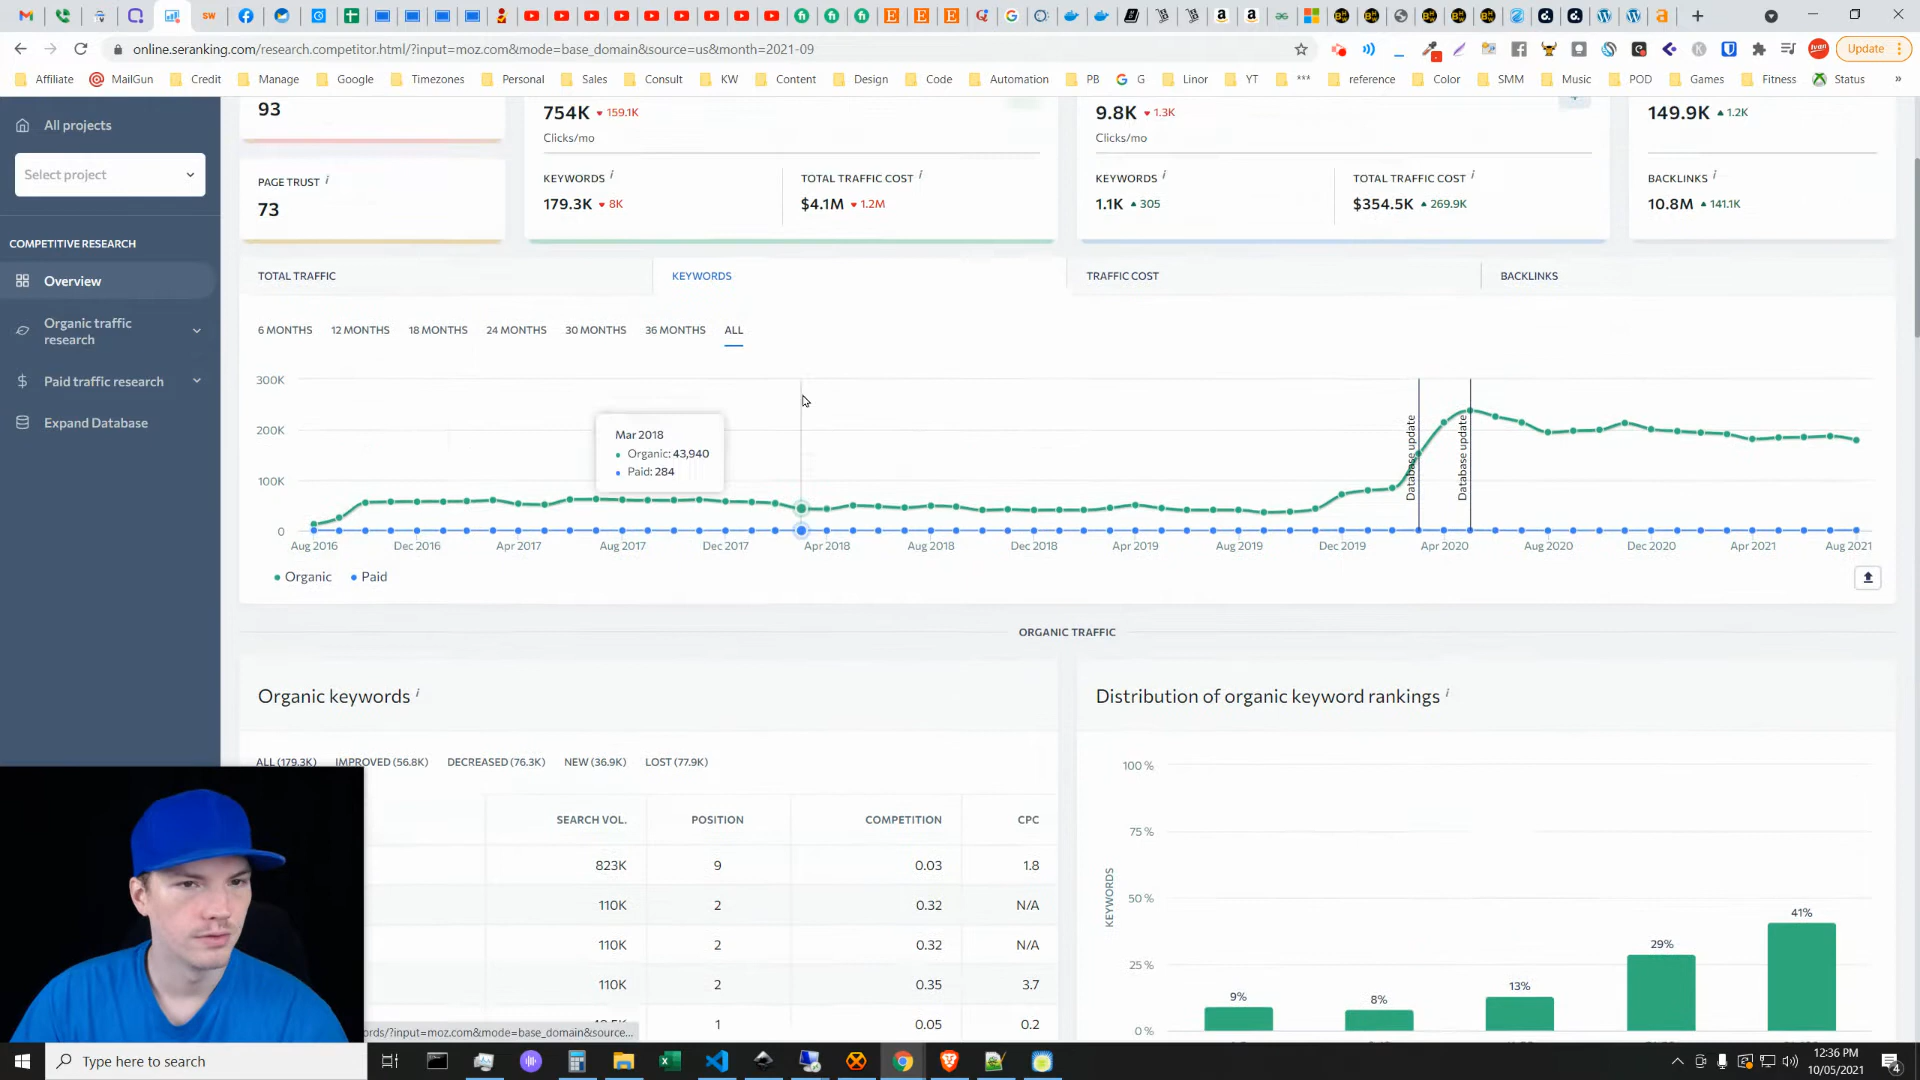 online.seranking.com/research.competitor.html/?input=moz.com&mode=base_domain&source=us&month=2021-09
Update
Affiliate
MailGun
Credit
Manage
Google
Timezones
Personal
Sales
Consult
KW
Content
Design
Code
Automation
PB
G
Linor
YT
***
reference
Color
SMM
Music
POD
Games
Fitness
Status
»
All projects
Select project
COMPETITIVE RESEARCH
Overview
Organic traffic
research
Paid traffic research
Expand Database
93
PAGE TRUST i
73
754K 159.1K
Clicks/mo
KEYWORDS i
179.3K 8K
TOTAL TRAFFIC COST i
$4.1M 1.2M
9.8K 1.3K
Clicks/mo
KEYWORDS i
1.1K 305
TOTAL TRAFFIC COST i
$354.5K 269.9K
149.9K 1.2K
BACKLINKS i
10.8M 141.1K
TOTAL TRAFFIC
KEYWORDS
TRAFFIC COST
BACKLINKS
6 MONTHS
12 MONTHS
18 MONTHS
24 MONTHS
30 MONTHS
36 MONTHS
ALL
300K
200K
100K
0
Mar 2018
Organic: 43,940
Paid: 284
Database update
Database update
Aug 2016
Dec 2016
Apr 2017
Aug 2017
Dec 2017
Apr 2018
Aug 2018
Dec 2018
Apr 2019
Aug 2019
Dec 2019
Apr 2020
Aug 2020
Dec 2020
Apr 2021
Aug 2021
Organic
Paid
ORGANIC TRAFFIC
Organic keywords i
ALL (179.3K)
IMPROVED (56.8K)
DECREASED (76.3K)
NEW (36.9K)
LOST (77.9K)
SEARCH VOL.
POSITION
COMPETITION
CPC
823K 9 0.03 1.8
110K 2 0.32 N/A
110K 2 0.32 N/A
110K 2 0.35 3.7
1 0.05 0.2
Distribution of organic keyword rankings i
100 %
75 %
50 %
25 %
0 %
KEYWORDS
9%
8%
13%
29%
41%
ords/?input=moz.com&mode=base_domain&source...
Type here to search
12:36 PM
10/05/2021
4